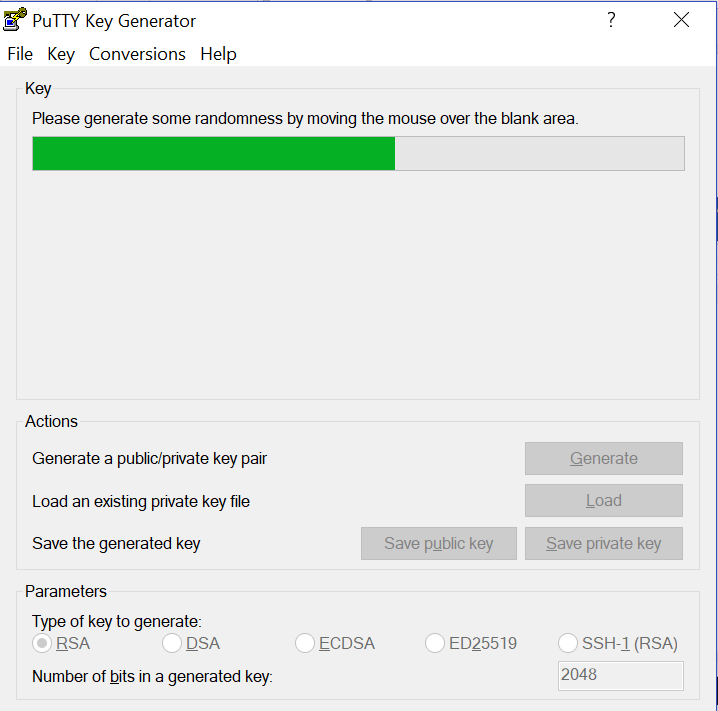 PuTTY Key Generator ? 
File Key Conversions Help
Key
Please generate some randomness by moving the mouse over the blank area.
Actions
Generate a public/private key pair Generate
Load an existing private key file Load
Save the generated key Save public key Save private key
Parameters
Type of key to generate:
RSA DSA ECDSA ED25519 SSH-1 (RSA)
Number of bits in a generated key: 2048